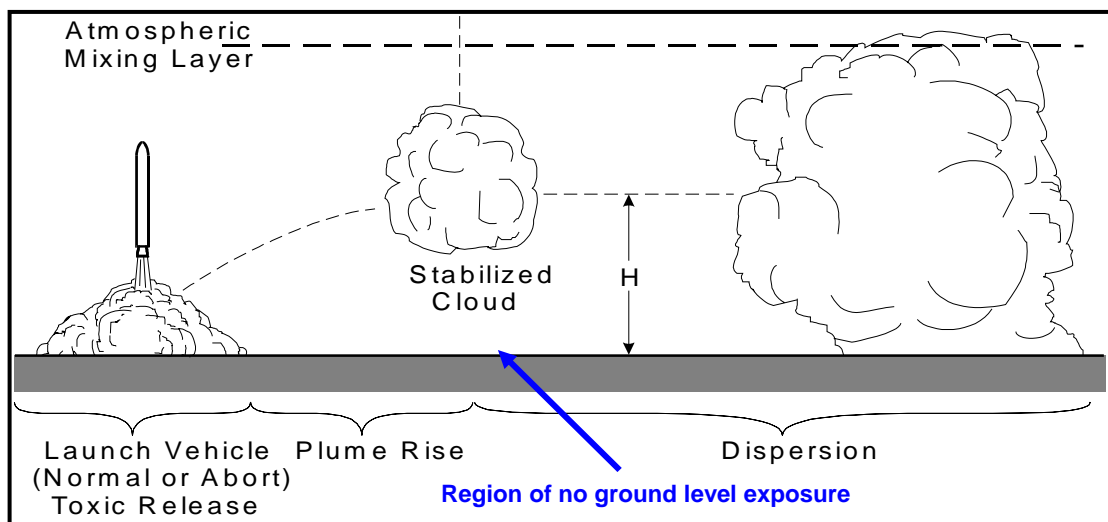 Atmospheric
Mixing Layer
Stabilized
Cloud
H
Launch Vehicle
(Normal or Abort)
Toxic Release
Plume Rise
Dispersion
Region of no ground level exposure